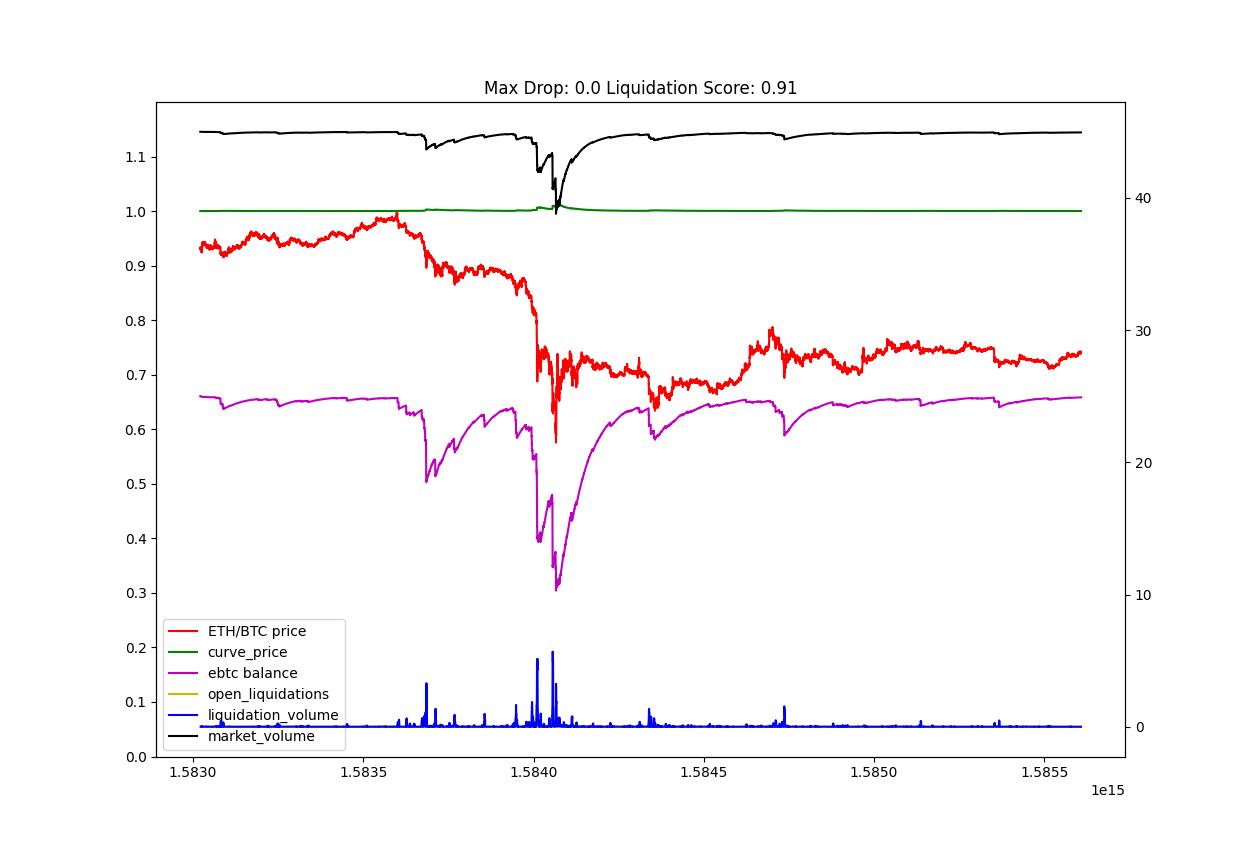 Max Drop: 0.0 Liquidation Score: 0.91
1.1
1.0
0.9
0.8
0.7
0.6
0.5
0.4
0.3
0.2
0.1
0.0
40
30
20
10
0
ETH/BTC price
curve_price
ebtc balance
open_liquidations
liquidation_volume
market_volume
1.5830
1.5835
1.5840
1.5845
1.5850
1.5855
1e15